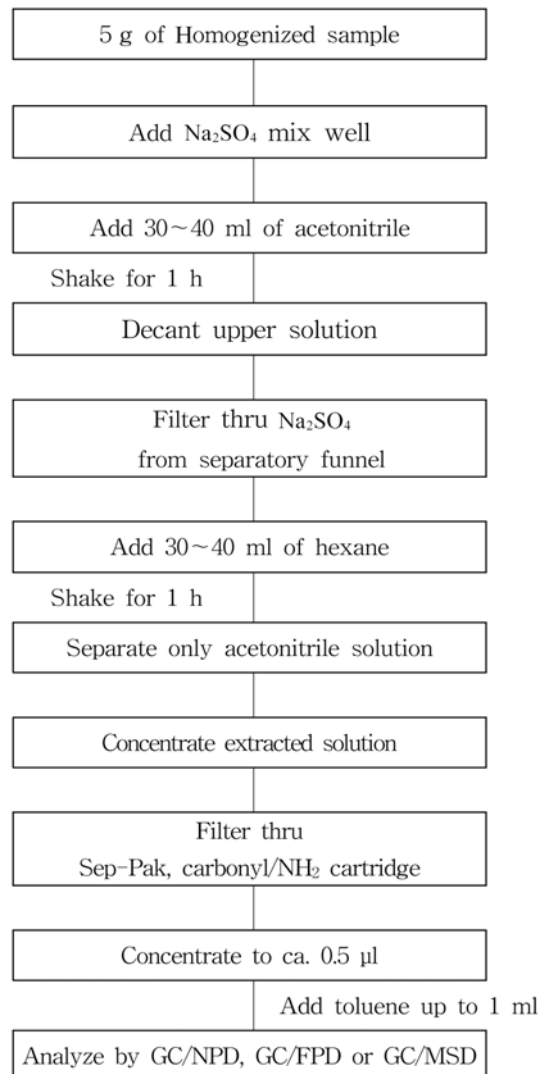 5 g of Homogenized sample
Add Na₂SO₄ mix well
Add 30~40 ml of acetonitrile
Shake for 1 h
Decant upper solution
Filter thru Na₂SO₄
from separatory funnel
Add 30~40 ml of hexane
Shake for 1 h
Separate only acetonitrile solution
Concentrate extracted solution
Filter thru
Sep-Pak, carbonyl/NH₂ cartridge
Concentrate to ca. 0.5 µl
Add toluene up to 1 ml
Analyze by GC/NPD, GC/FPD or GC/MSD